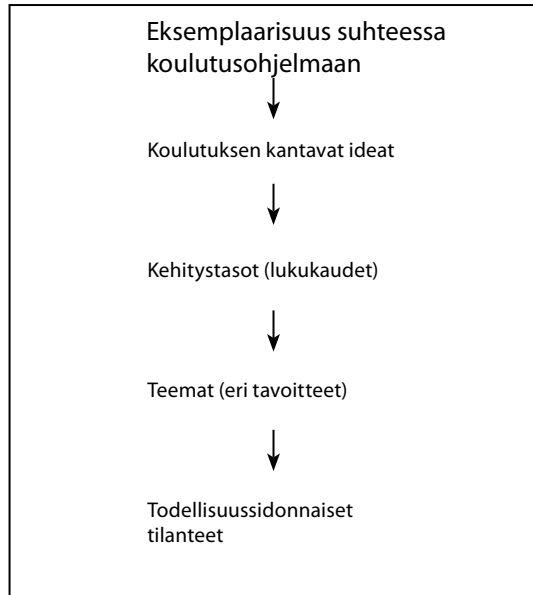 Eksemplaarisuus suhteessa
koulutusohjelmaan
Koulutuksen kantavat ideat
Kehitystasot (lukukaudet)
Teemat (eri tavoitteet)
Todellisuussidonnaiset
tilanteet